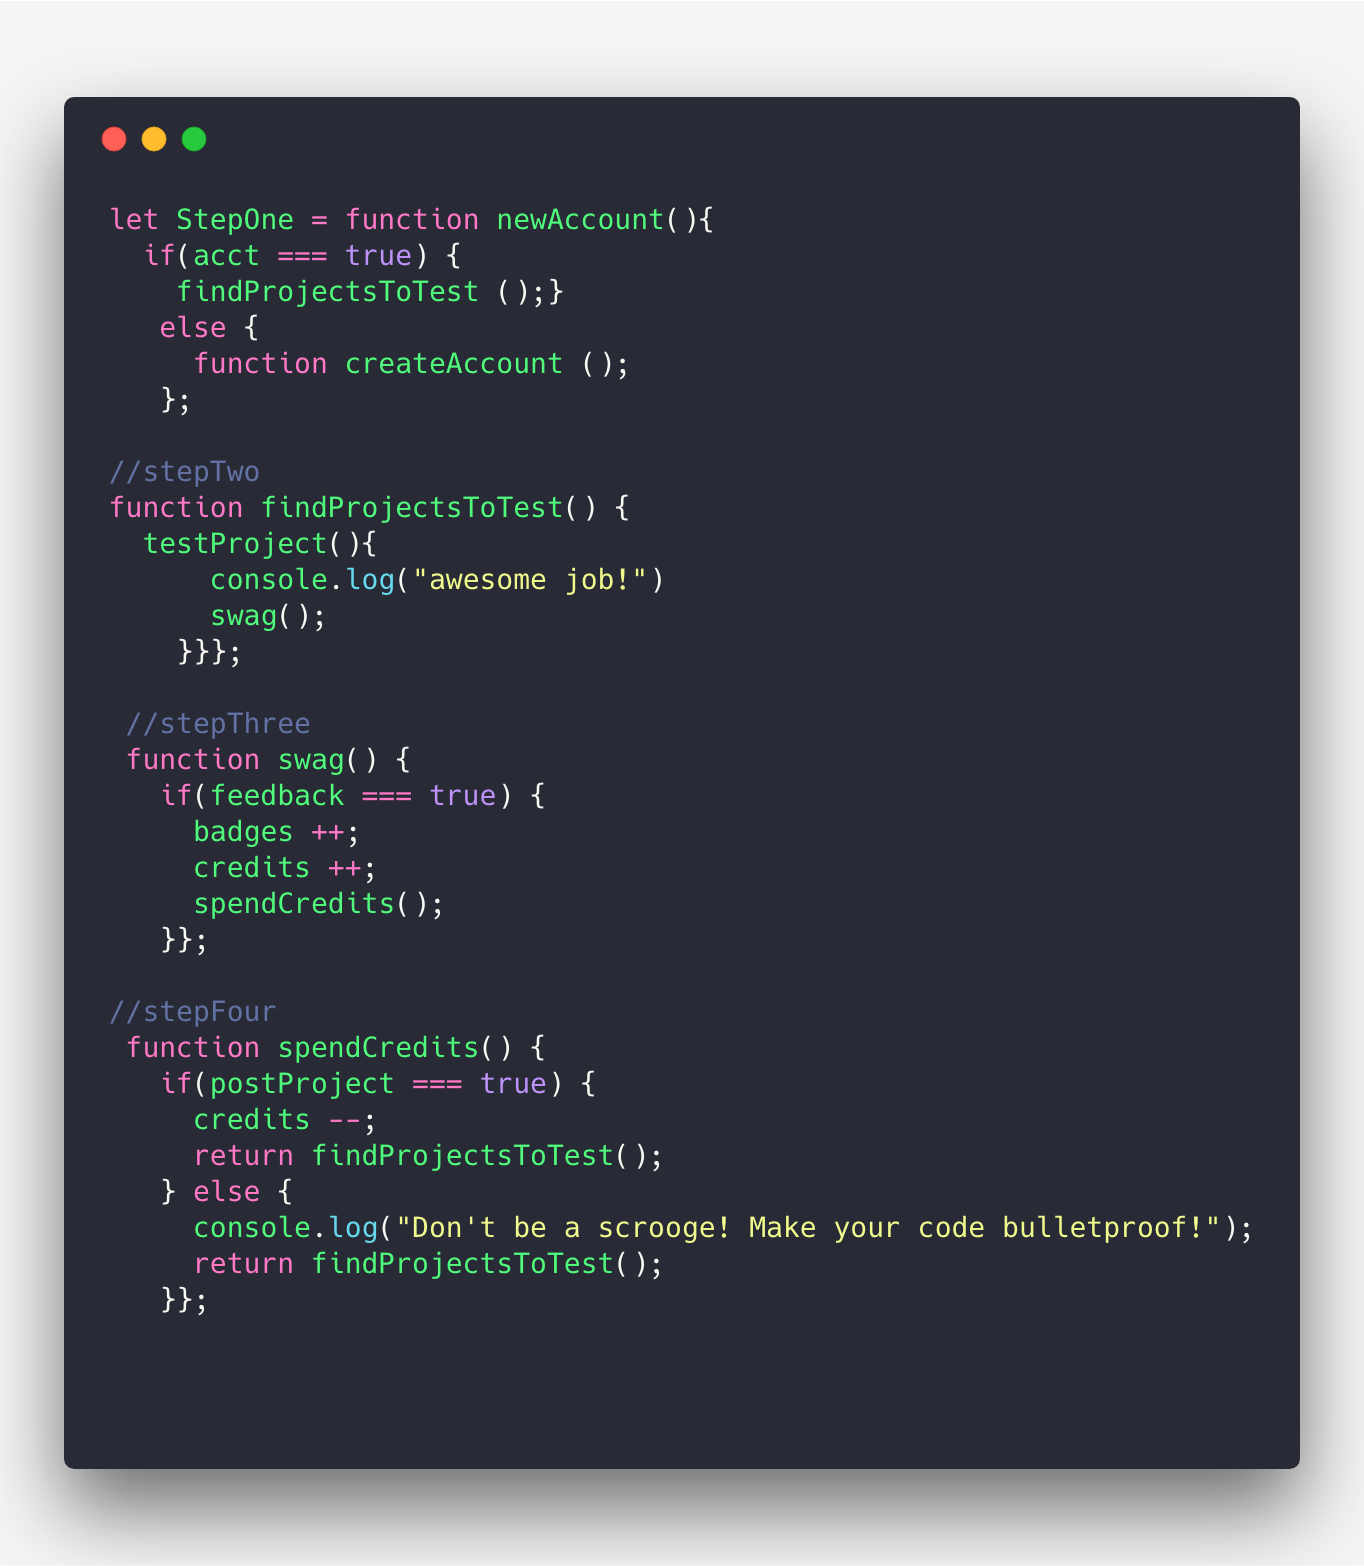 let StepOne = function newAccount(){
  if(acct === true) {
    findProjectsToTest ();}
   else {
     function createAccount ();
   };

//stepTwo
function findProjectsToTest() {
  testProject(){
      console.log("awesome job!")
      swag();
    }}};

 //stepThree
 function swag() {
   if(feedback === true) {
     badges ++;
     credits ++;
     spendCredits();
   }};

//stepFour
 function spendCredits() {
   if(postProject === true) {
     credits --;
     return findProjectsToTest();
   } else {
     console.log("Don't be a scrooge! Make your code bulletproof!");
     return findProjectsToTest();
   }};